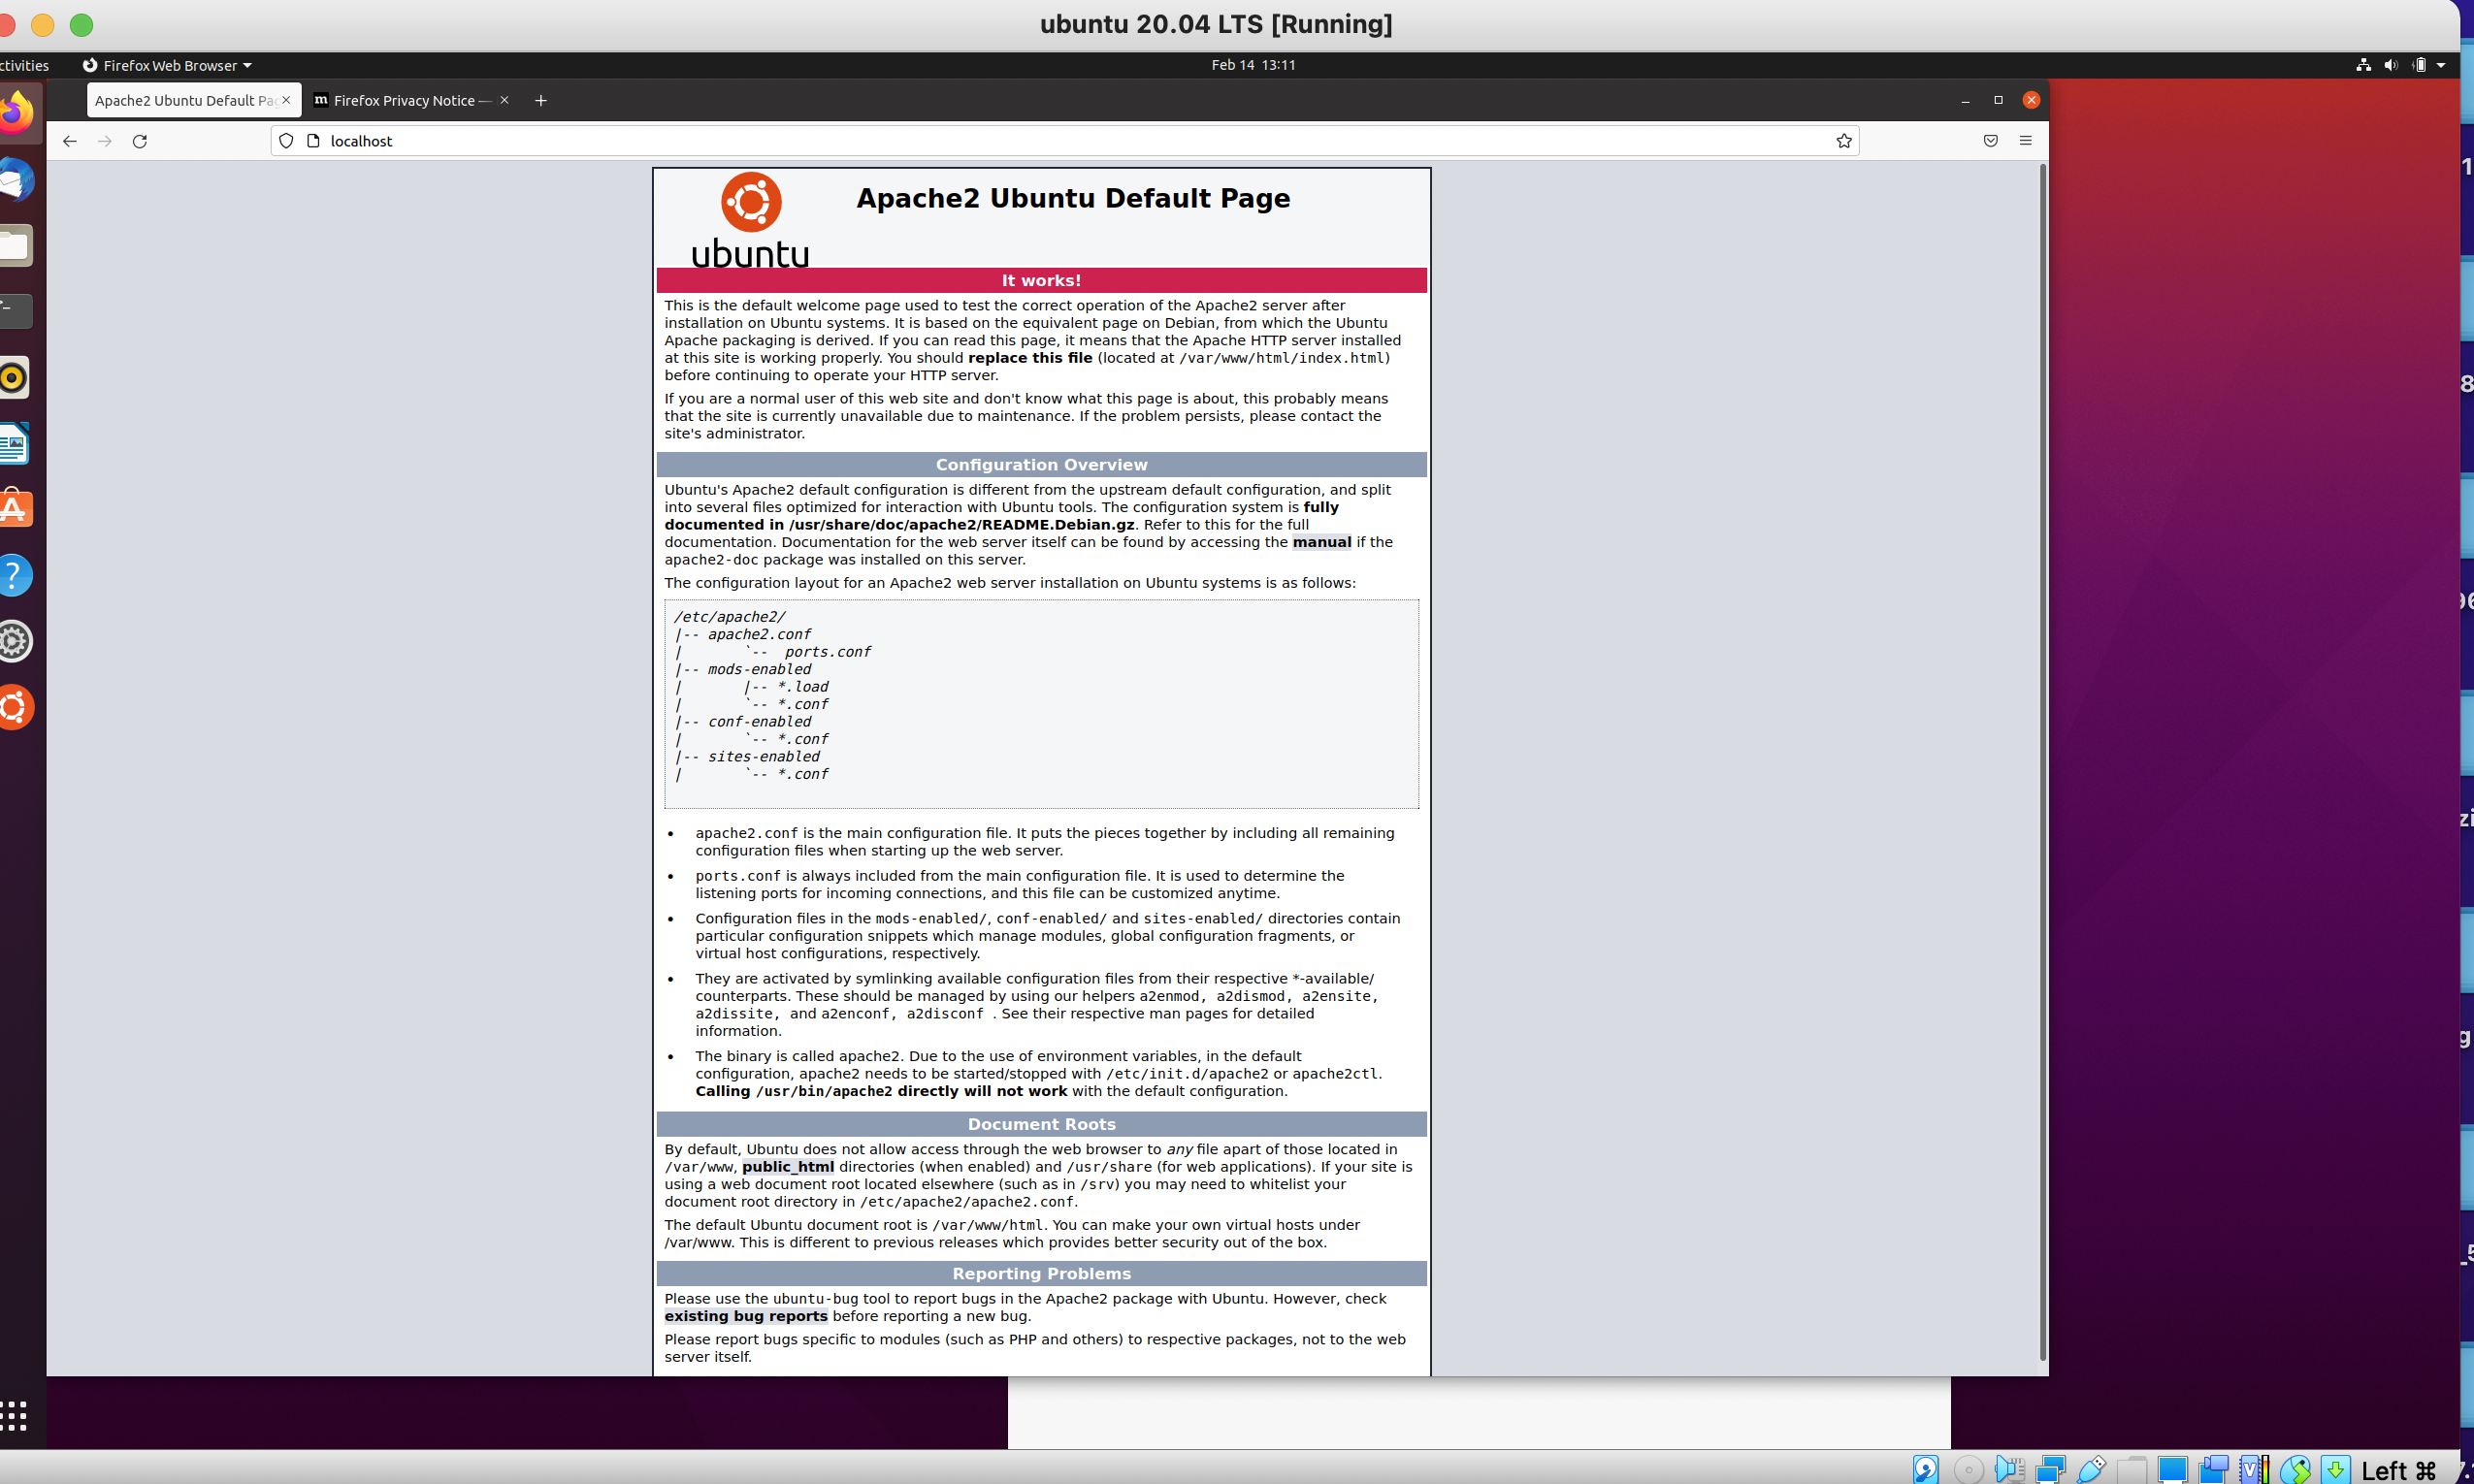 ubuntu 20.04 LTS [Running]
ctivities
Firefox Web Browser
Feb 14 13:11
Apache2 Ubuntu Default Pag
m Firefox Privacy Notice —
localhost
ubuntu
Apache2 Ubuntu Default Page
It works!
This is the default welcome page used to test the correct operation of the Apache2 server after
installation on Ubuntu systems. It is based on the equivalent page on Debian, from which the Ubuntu
Apache packaging is derived. If you can read this page, it means that the Apache HTTP server installed
at this site is working properly. You should replace this file (located at /var/www/html/index.html)
before continuing to operate your HTTP server.
If you are a normal user of this web site and don't know what this page is about, this probably means
that the site is currently unavailable due to maintenance. If the problem persists, please contact the
site's administrator.
Configuration Overview
Ubuntu's Apache2 default configuration is different from the upstream default configuration, and split
into several files optimized for interaction with Ubuntu tools. The configuration system is fully
documented in /usr/share/doc/apache2/README.Debian.gz. Refer to this for the full
documentation. Documentation for the web server itself can be found by accessing the manual if the
apache2-doc package was installed on this server.
The configuration layout for an Apache2 web server installation on Ubuntu systems is as follows:
/etc/apache2/
|-- apache2.conf
|       `--  ports.conf
|-- mods-enabled
|       |-- *.load
|       `-- *.conf
|-- conf-enabled
|       `-- *.conf
|-- sites-enabled
|       `-- *.conf
• apache2.conf is the main configuration file. It puts the pieces together by including all remaining
configuration files when starting up the web server.
• ports.conf is always included from the main configuration file. It is used to determine the
listening ports for incoming connections, and this file can be customized anytime.
• Configuration files in the mods-enabled/, conf-enabled/ and sites-enabled/ directories contain
particular configuration snippets which manage modules, global configuration fragments, or
virtual host configurations, respectively.
• They are activated by symlinking available configuration files from their respective *-available/
counterparts. These should be managed by using our helpers a2enmod, a2dismod, a2ensite,
a2dissite, and a2enconf, a2disconf . See their respective man pages for detailed
information.
• The binary is called apache2. Due to the use of environment variables, in the default
configuration, apache2 needs to be started/stopped with /etc/init.d/apache2 or apache2ctl.
Calling /usr/bin/apache2 directly will not work with the default configuration.
Document Roots
By default, Ubuntu does not allow access through the web browser to any file apart of those located in
/var/www, public_html directories (when enabled) and /usr/share (for web applications). If your site is
using a web document root located elsewhere (such as in /srv) you may need to whitelist your
document root directory in /etc/apache2/apache2.conf.
The default Ubuntu document root is /var/www/html. You can make your own virtual hosts under
/var/www. This is different to previous releases which provides better security out of the box.
Reporting Problems
Please use the ubuntu-bug tool to report bugs in the Apache2 package with Ubuntu. However, check
existing bug reports before reporting a new bug.
Please report bugs specific to modules (such as PHP and others) to respective packages, not to the web
server itself.
Left ⌘